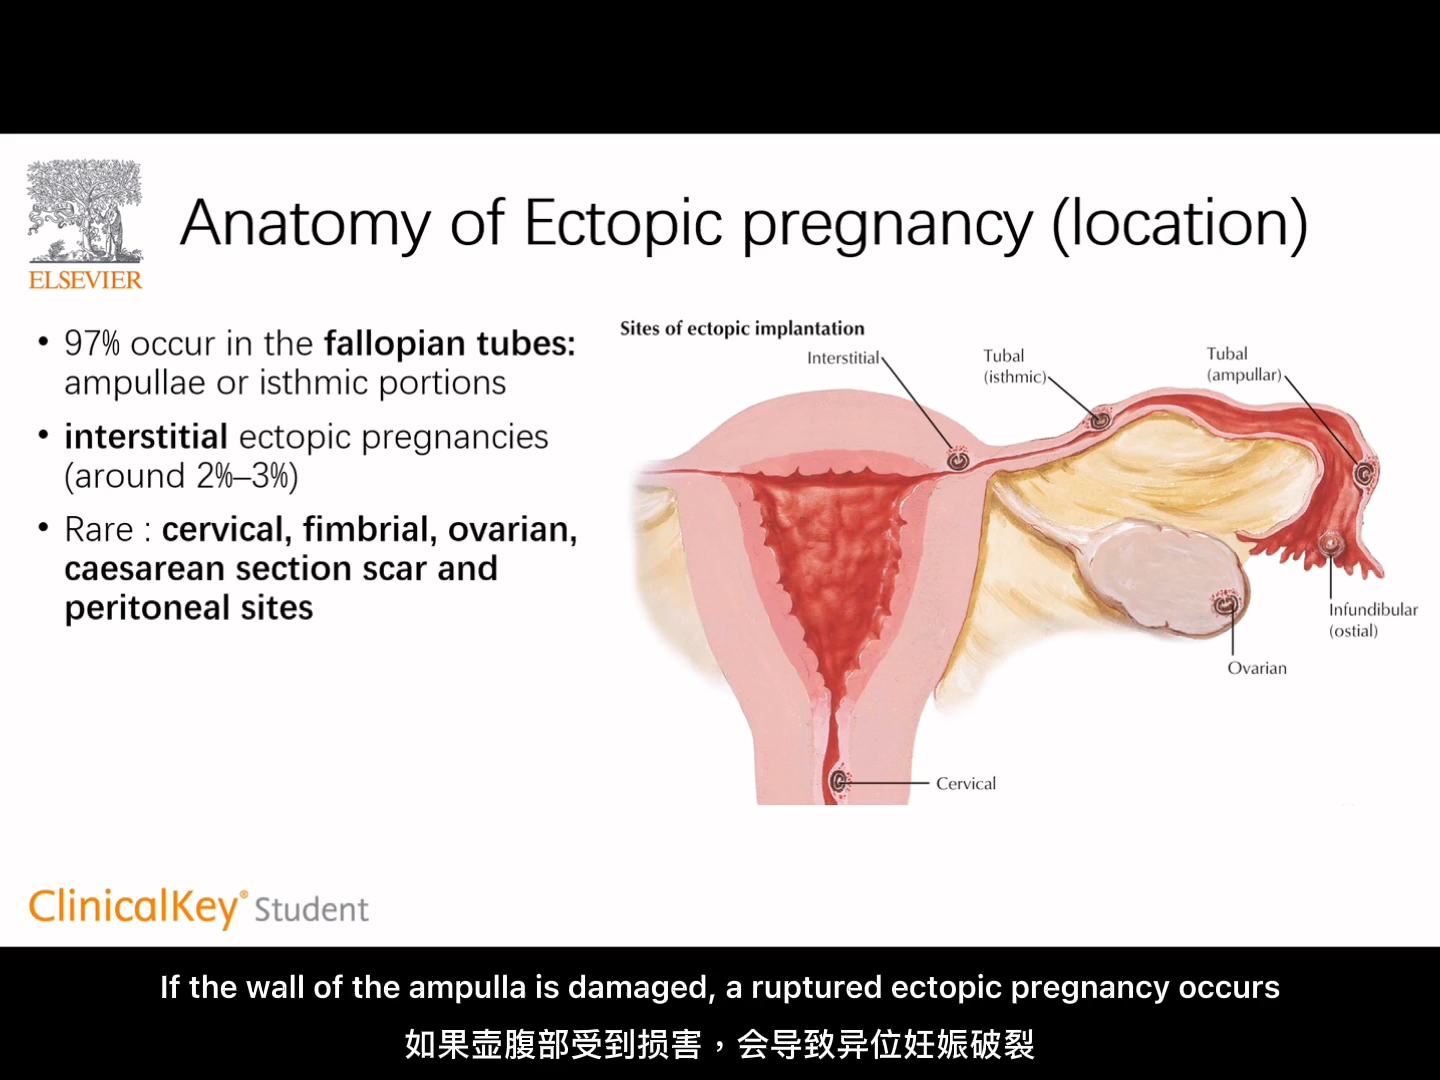 ELSEVIER
Anatomy of Ectopic pregnancy (location)
• 97% occur in the fallopian tubes:
ampullae or isthmic portions
• interstitial ectopic pregnancies
(around 2%–3%)
• Rare : cervical, fimbrial, ovarian,
caesarean section scar and
peritoneal sites
Sites of ectopic implantation
Interstitial
Tubal
(isthmic)
Tubal
(ampullar)
Infundibular
(ostial)
Ovarian
Cervical
ClinicalKey® Student
If the wall of the ampulla is damaged, a ruptured ectopic pregnancy occurs
如果壶腹部受到损害，会导致异位妊娠破裂